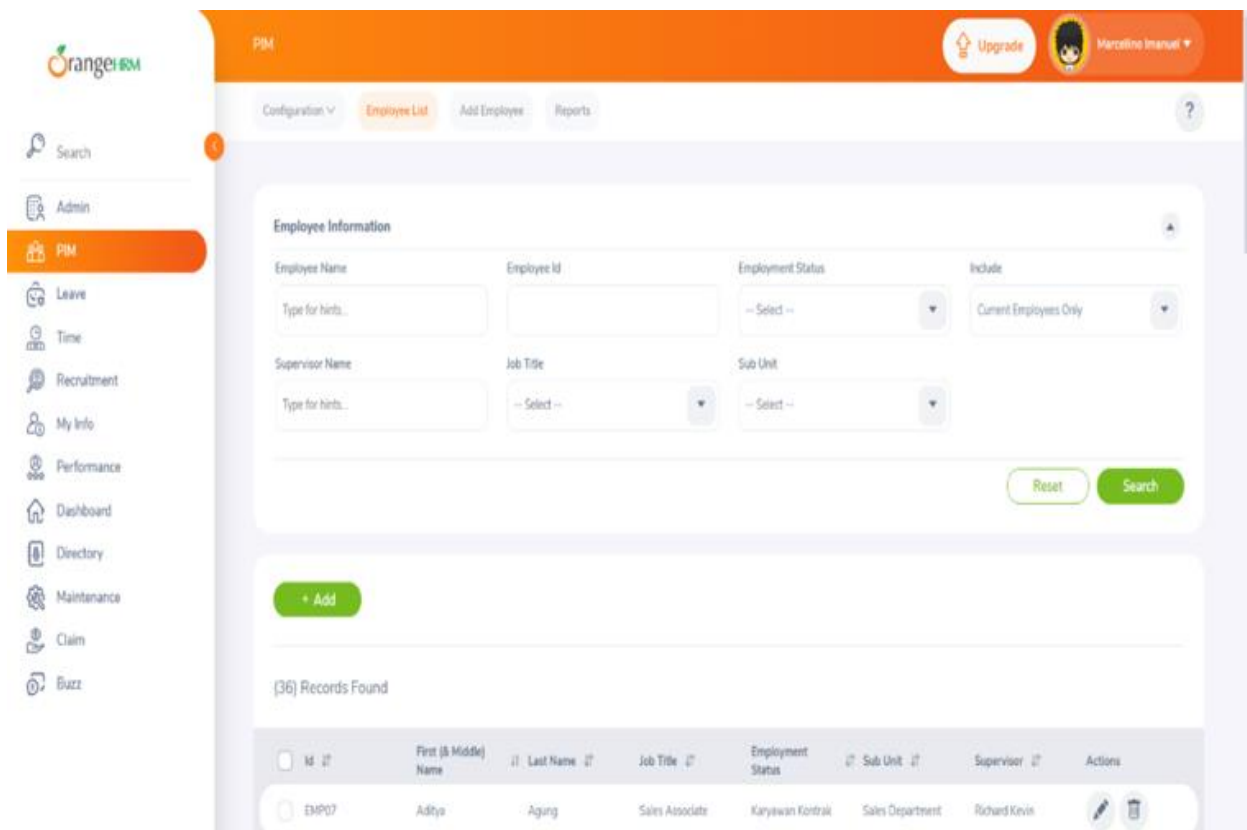 OrangeHRM
Search
Admin
PIM
Leave
Time
Recruitment
My Info
Performance
Dashboard
Directory
Maintenance
Claim
Buzz
PIM
Upgrade
Marcelino Imanuel
Configuration
Employee List
Add Employee
Reports
?
Employee Information
Employee Name
Employee Id
Employment Status
Include
Type for hints...
-- Select --
Current Employees Only
Supervisor Name
Job Title
Sub Unit
Type for hints...
-- Select --
-- Select --
Reset
Search
+ Add
(36) Records Found
Id
First (& Middle) Name
Last Name
Job Title
Employment Status
Sub Unit
Supervisor
Actions
EMP07
Aditya
Agung
Sales Associate
Karyawan Kontrak
Sales Department
Richard Kevin